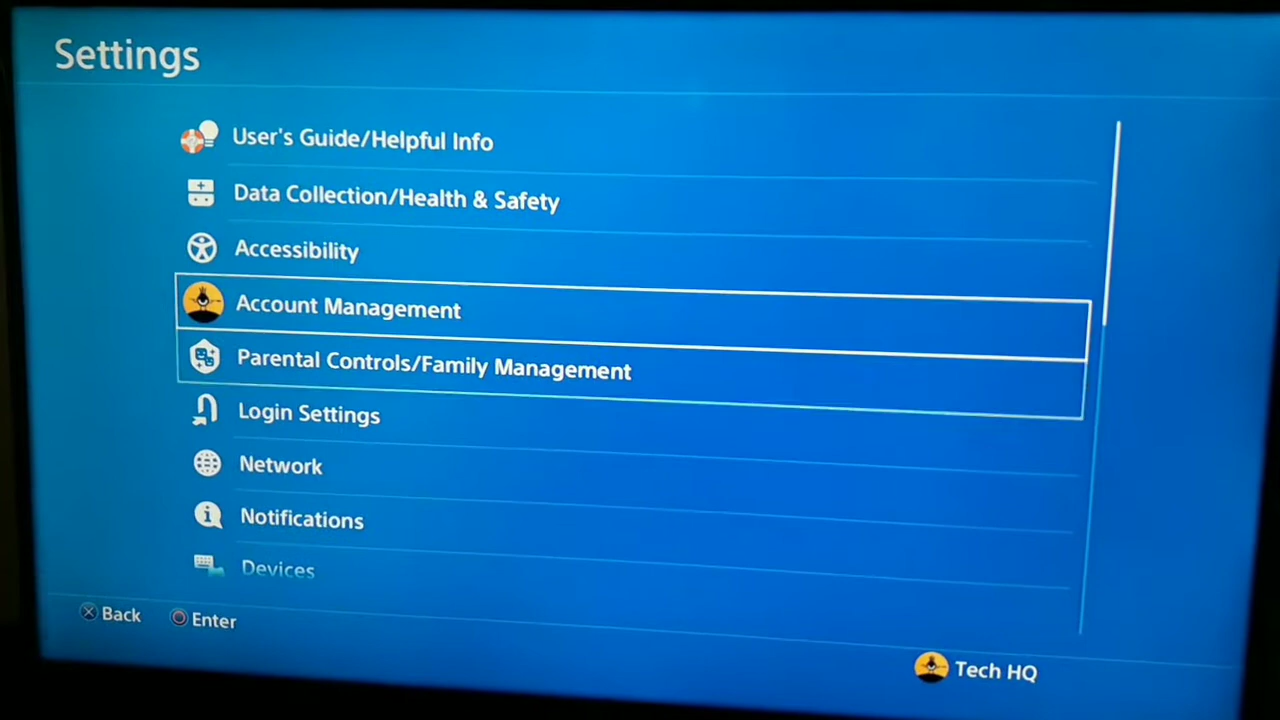 Settings
User's Guide/Helpful Info
Data Collection/Health & Safety
Accessibility
Account Management
Parental Controls/Family Management
Login Settings
Network
Notifications
Devices
Back
Enter
Tech HQ